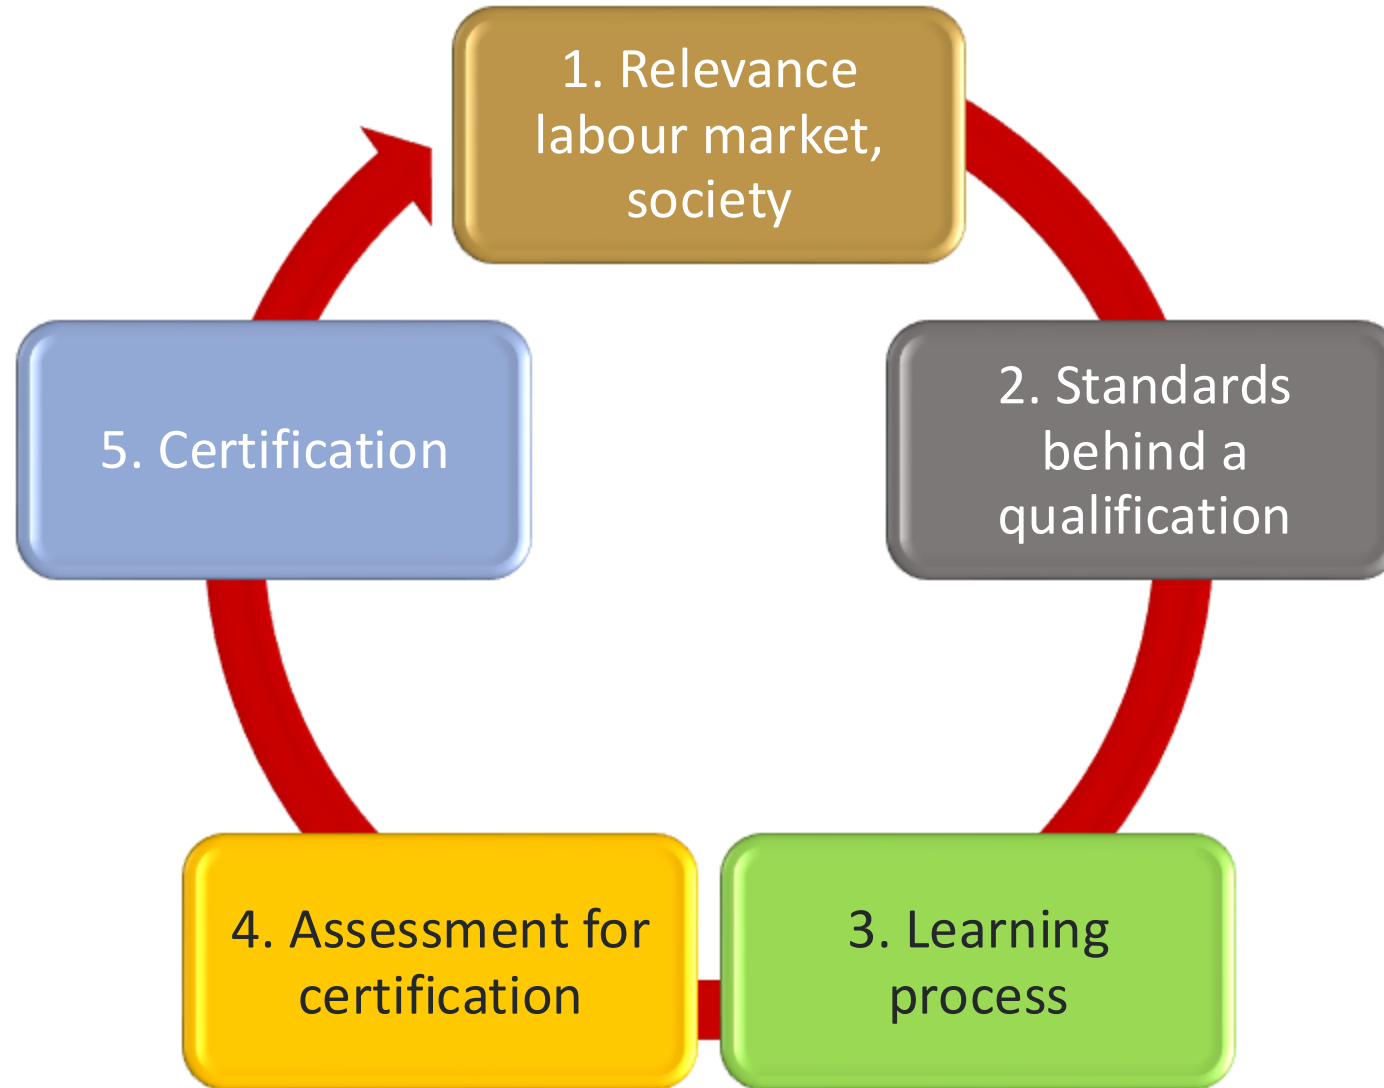 1. Relevance
labour market,
society
2. Standards
behind a
qualification
3. Learning
process
4. Assessment for
certification
5. Certification